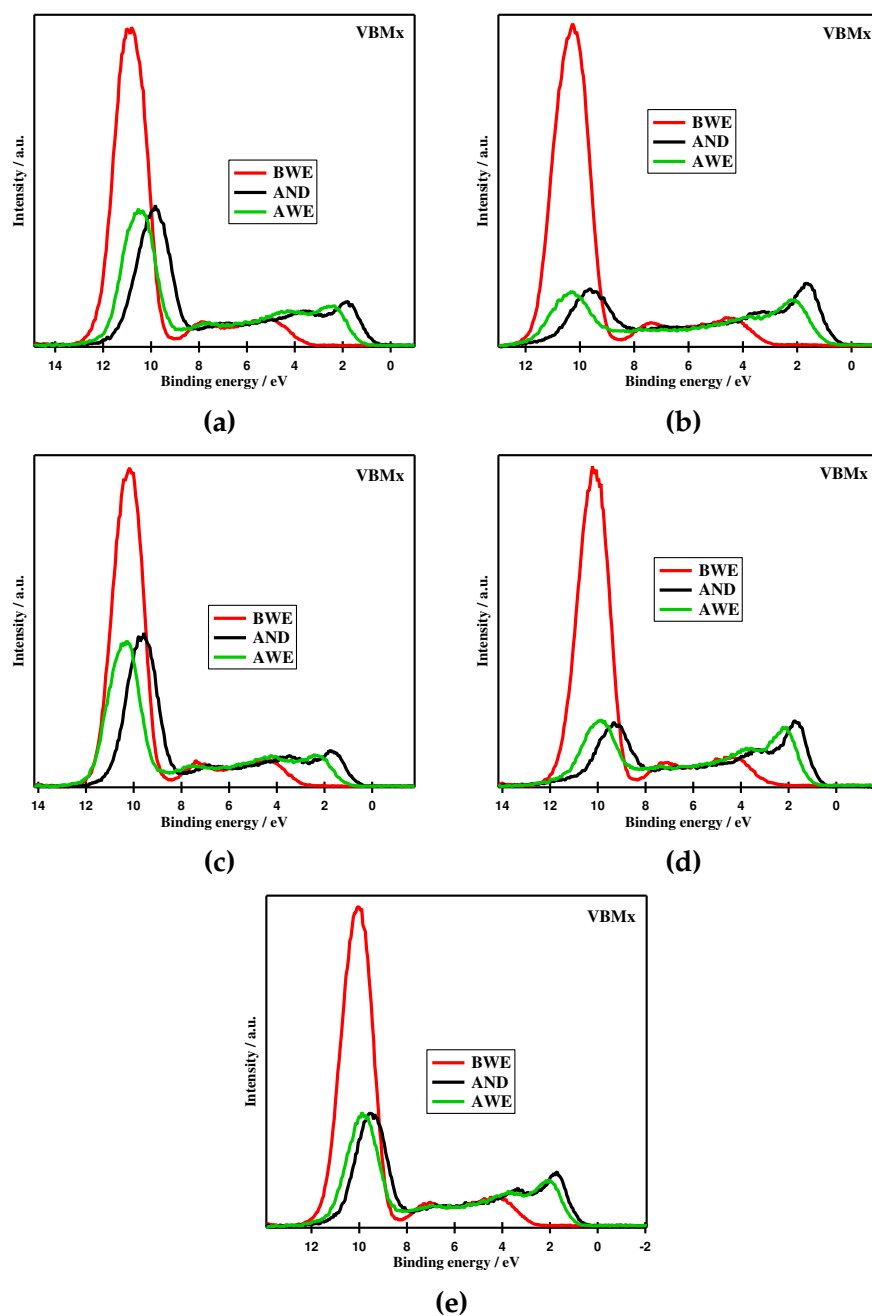 VBMx
Intensity / a.u.
BWE
AND
AWE
14 12 10 8 6 4 2 0
Binding energy / eV
(a)
VBMx
Intensity / a.u.
BWE
AND
AWE
12 10 8 6 4 2 0
Binding energy / eV
(b)
VBMx
Intensity / a.u.
BWE
AND
AWE
14 12 10 8 6 4 2 0
Binding energy / eV
(c)
VBMx
Intensity / a.u.
BWE
AND
AWE
14 12 10 8 6 4 2 0
Binding energy / eV
(d)
VBMx
Intensity / a.u.
BWE
AND
AWE
12 10 8 6 4 2 0 -2
Binding energy / eV
(e)